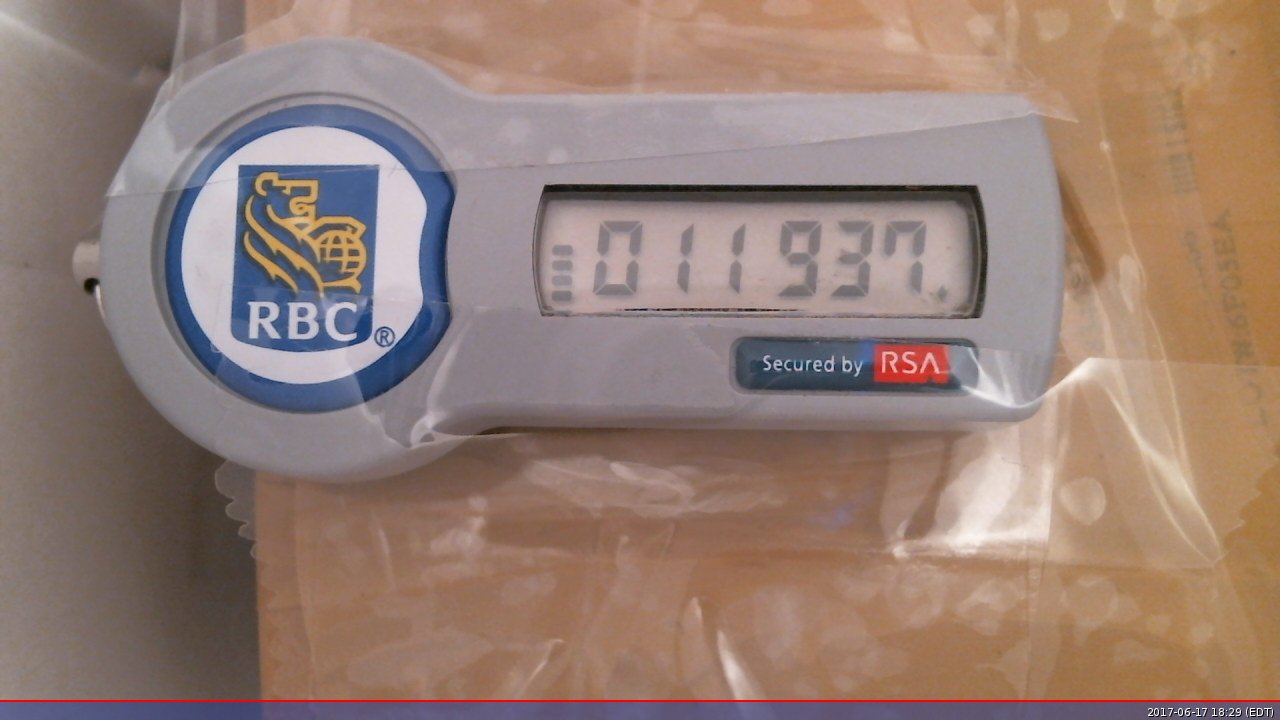 RBC®
011937.
Secured by RSA
2017-06-17 18:29 (EDT)